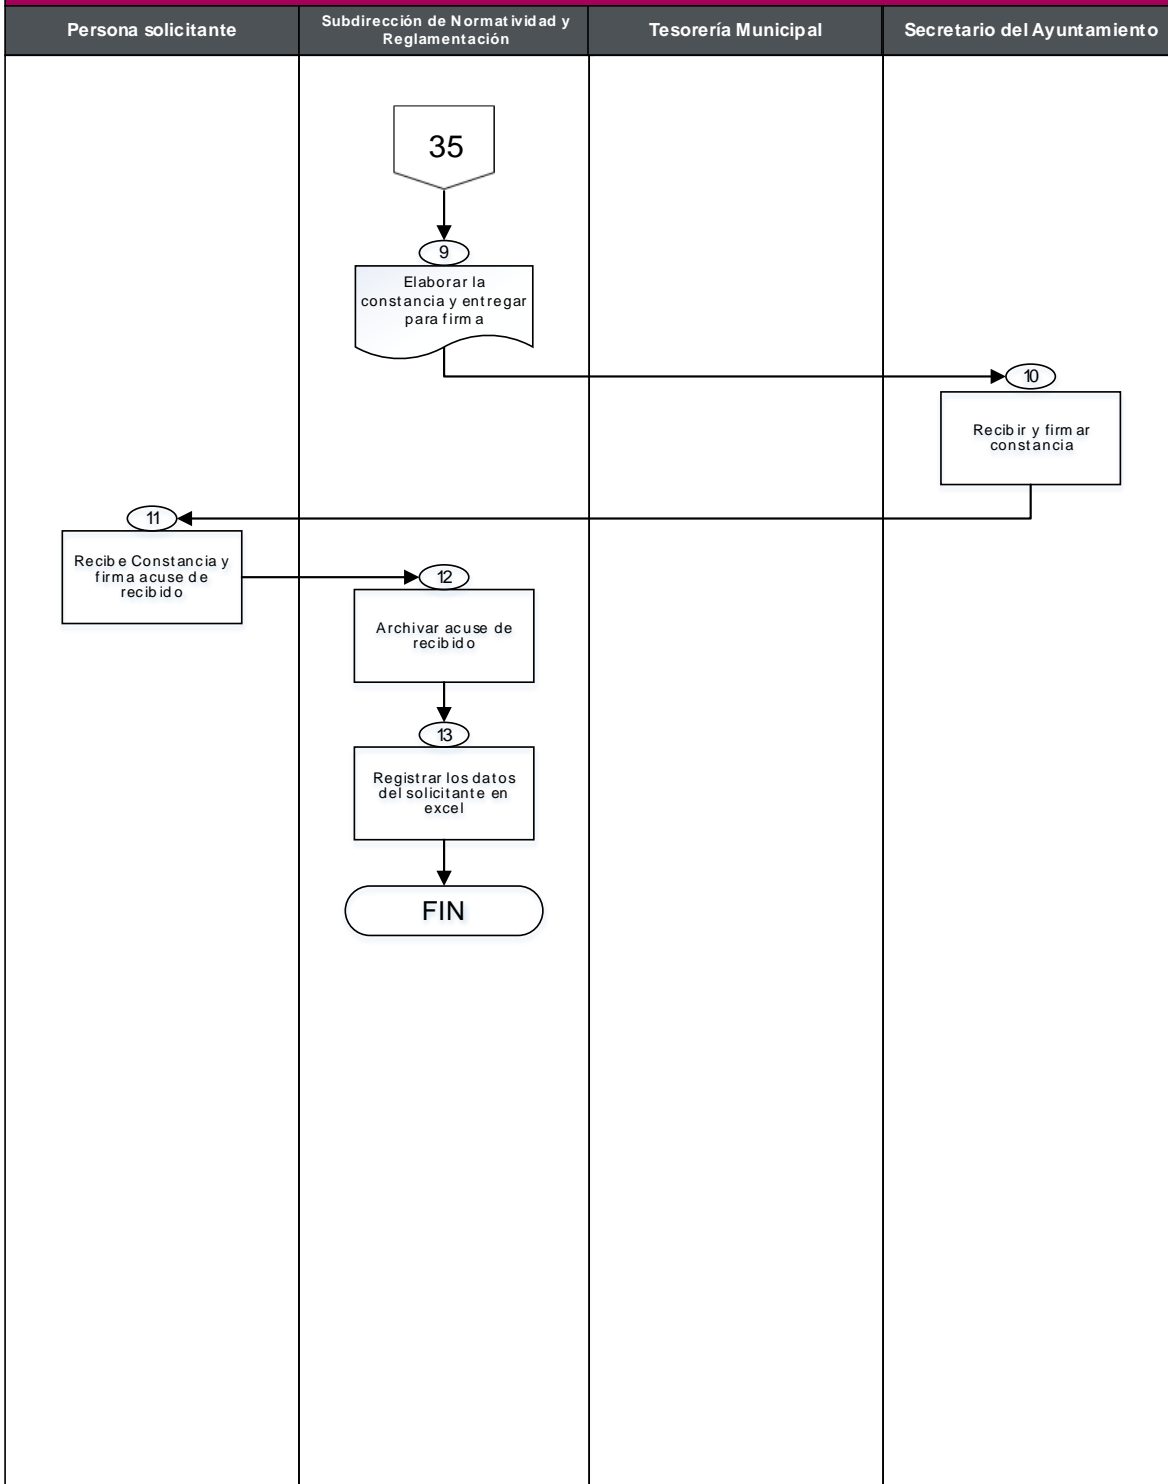 Persona solicitante
Subdirección de Normatividad y
Reglamentación
Tesorería Municipal
Secretario del Ayuntamiento
35
9
Elaborar la
constancia y entregar
para firma
10
Recibir y firmar
constancia
11
Recibe Constancia y
firma acuse de
recibido
12
Archivar acuse de
recibido
13
Registrar los datos
del solicitante en
excel
FIN